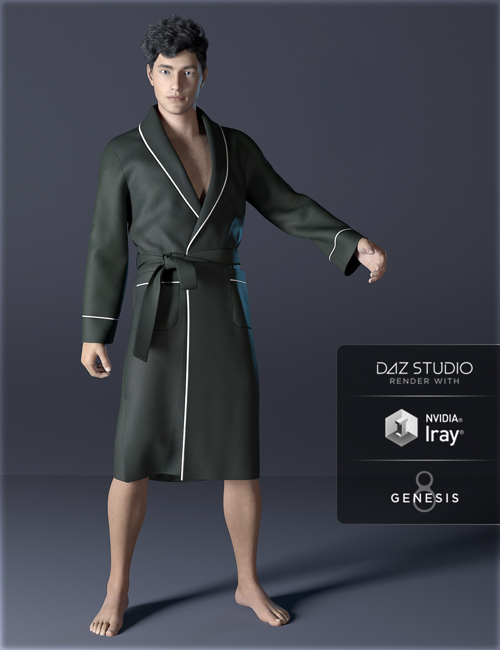 DAZ STUDIO
RENDER WITH
NVIDIA®
Iray®
8
GENESIS